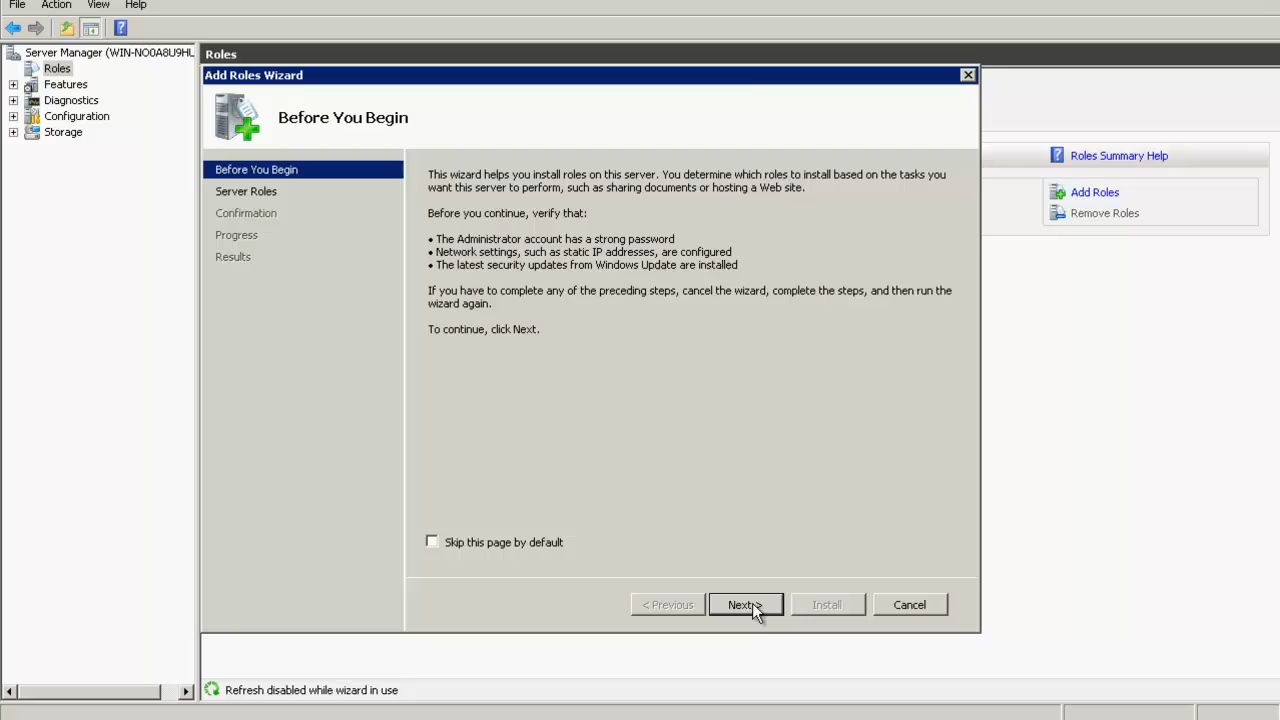 File Action View Help
Server Manager (WIN-NO0A8U9HU
Roles
Features
Diagnostics
Configuration
Storage
Roles
Add Roles Wizard
Before You Begin
Before You Begin
Server Roles
Confirmation
Progress
Results
This wizard helps you install roles on this server. You determine which roles to install based on the tasks you
want this server to perform, such as sharing documents or hosting a Web site.
Before you continue, verify that:
• The Administrator account has a strong password
• Network settings, such as static IP addresses, are configured
• The latest security updates from Windows Update are installed
If you have to complete any of the preceding steps, cancel the wizard, complete the steps, and then run the
wizard again.
To continue, click Next.
Skip this page by default
< Previous Next > Install Cancel
Roles Summary Help
Add Roles
Remove Roles
Refresh disabled while wizard in use